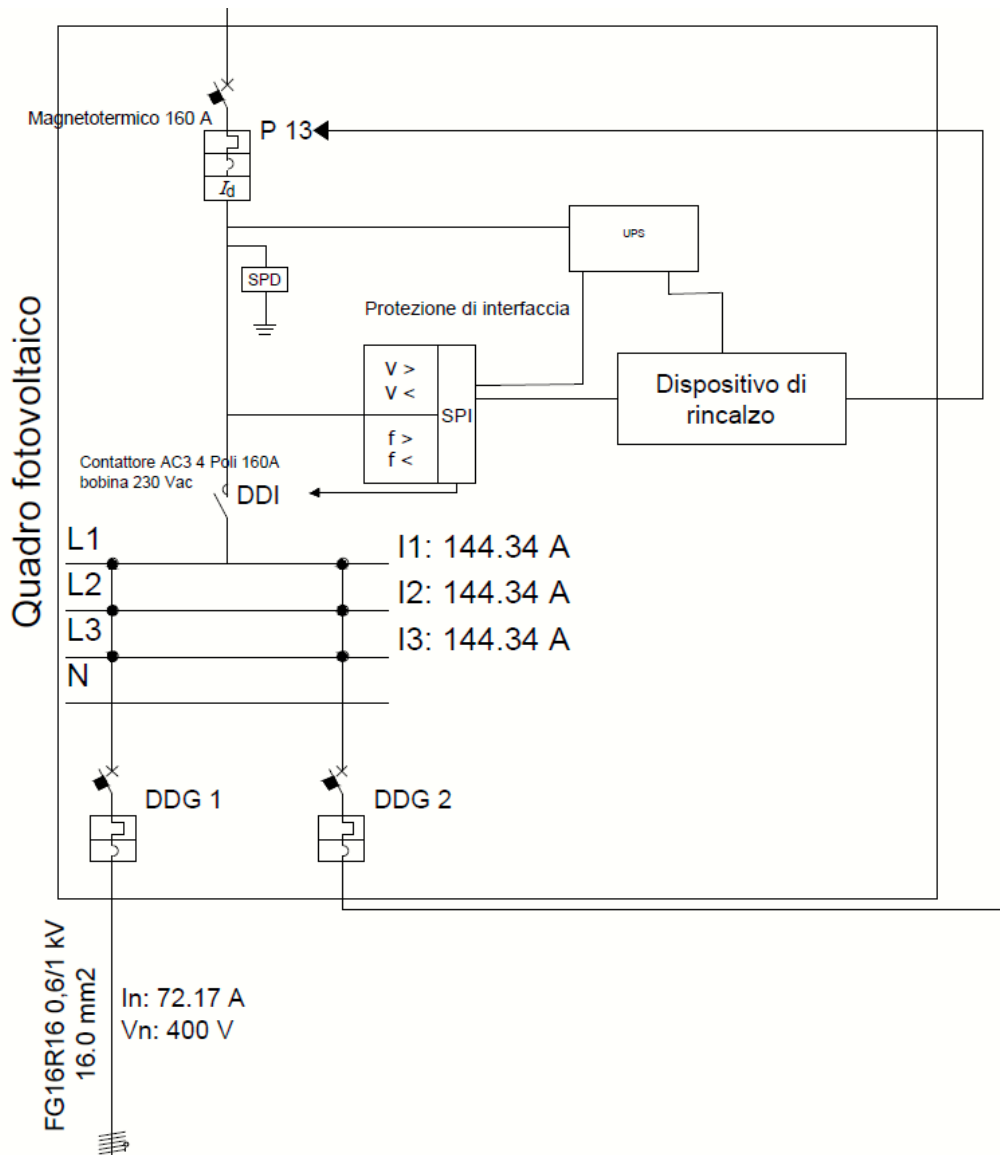 Magnetotermico 160 A
P 13
Id
UPS
SPD
Protezione di interfaccia
V >
V <
SPI
f >
f <
Dispositivo di
rincalzo
Quadro fotovoltaico
Contattore AC3 4 Poli 160A
bobina 230 Vac
DDI
L1
I1: 144.34 A
L2
I2: 144.34 A
L3
I3: 144.34 A
N
DDG 1
DDG 2
FG16R16 0,6/1 kV
16.0 mm2
In: 72.17 A
Vn: 400 V